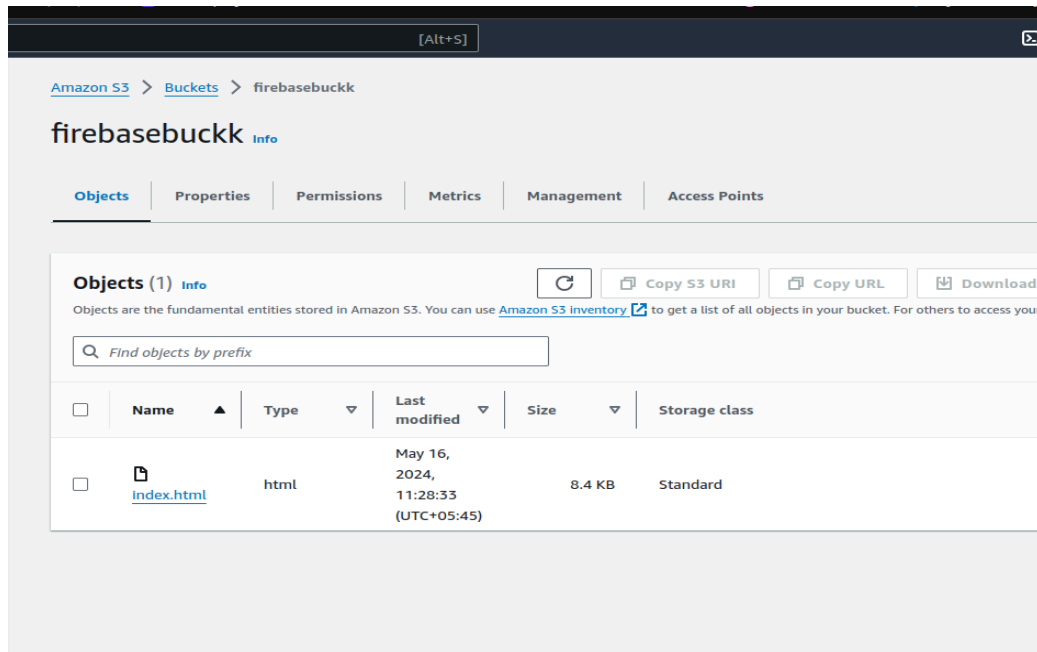 [Alt+S]
Amazon S3 > Buckets > firebasebuckk
firebasebuckk Info
Objects Properties Permissions Metrics Management Access Points
Objects (1) Info
Copy S3 URI Copy URL Download
Objects are the fundamental entities stored in Amazon S3. You can use Amazon S3 inventory to get a list of all objects in your bucket. For others to access your
Find objects by prefix
Name Type Last modified Size Storage class
index.html html May 16, 2024, 11:28:33 (UTC+05:45) 8.4 KB Standard